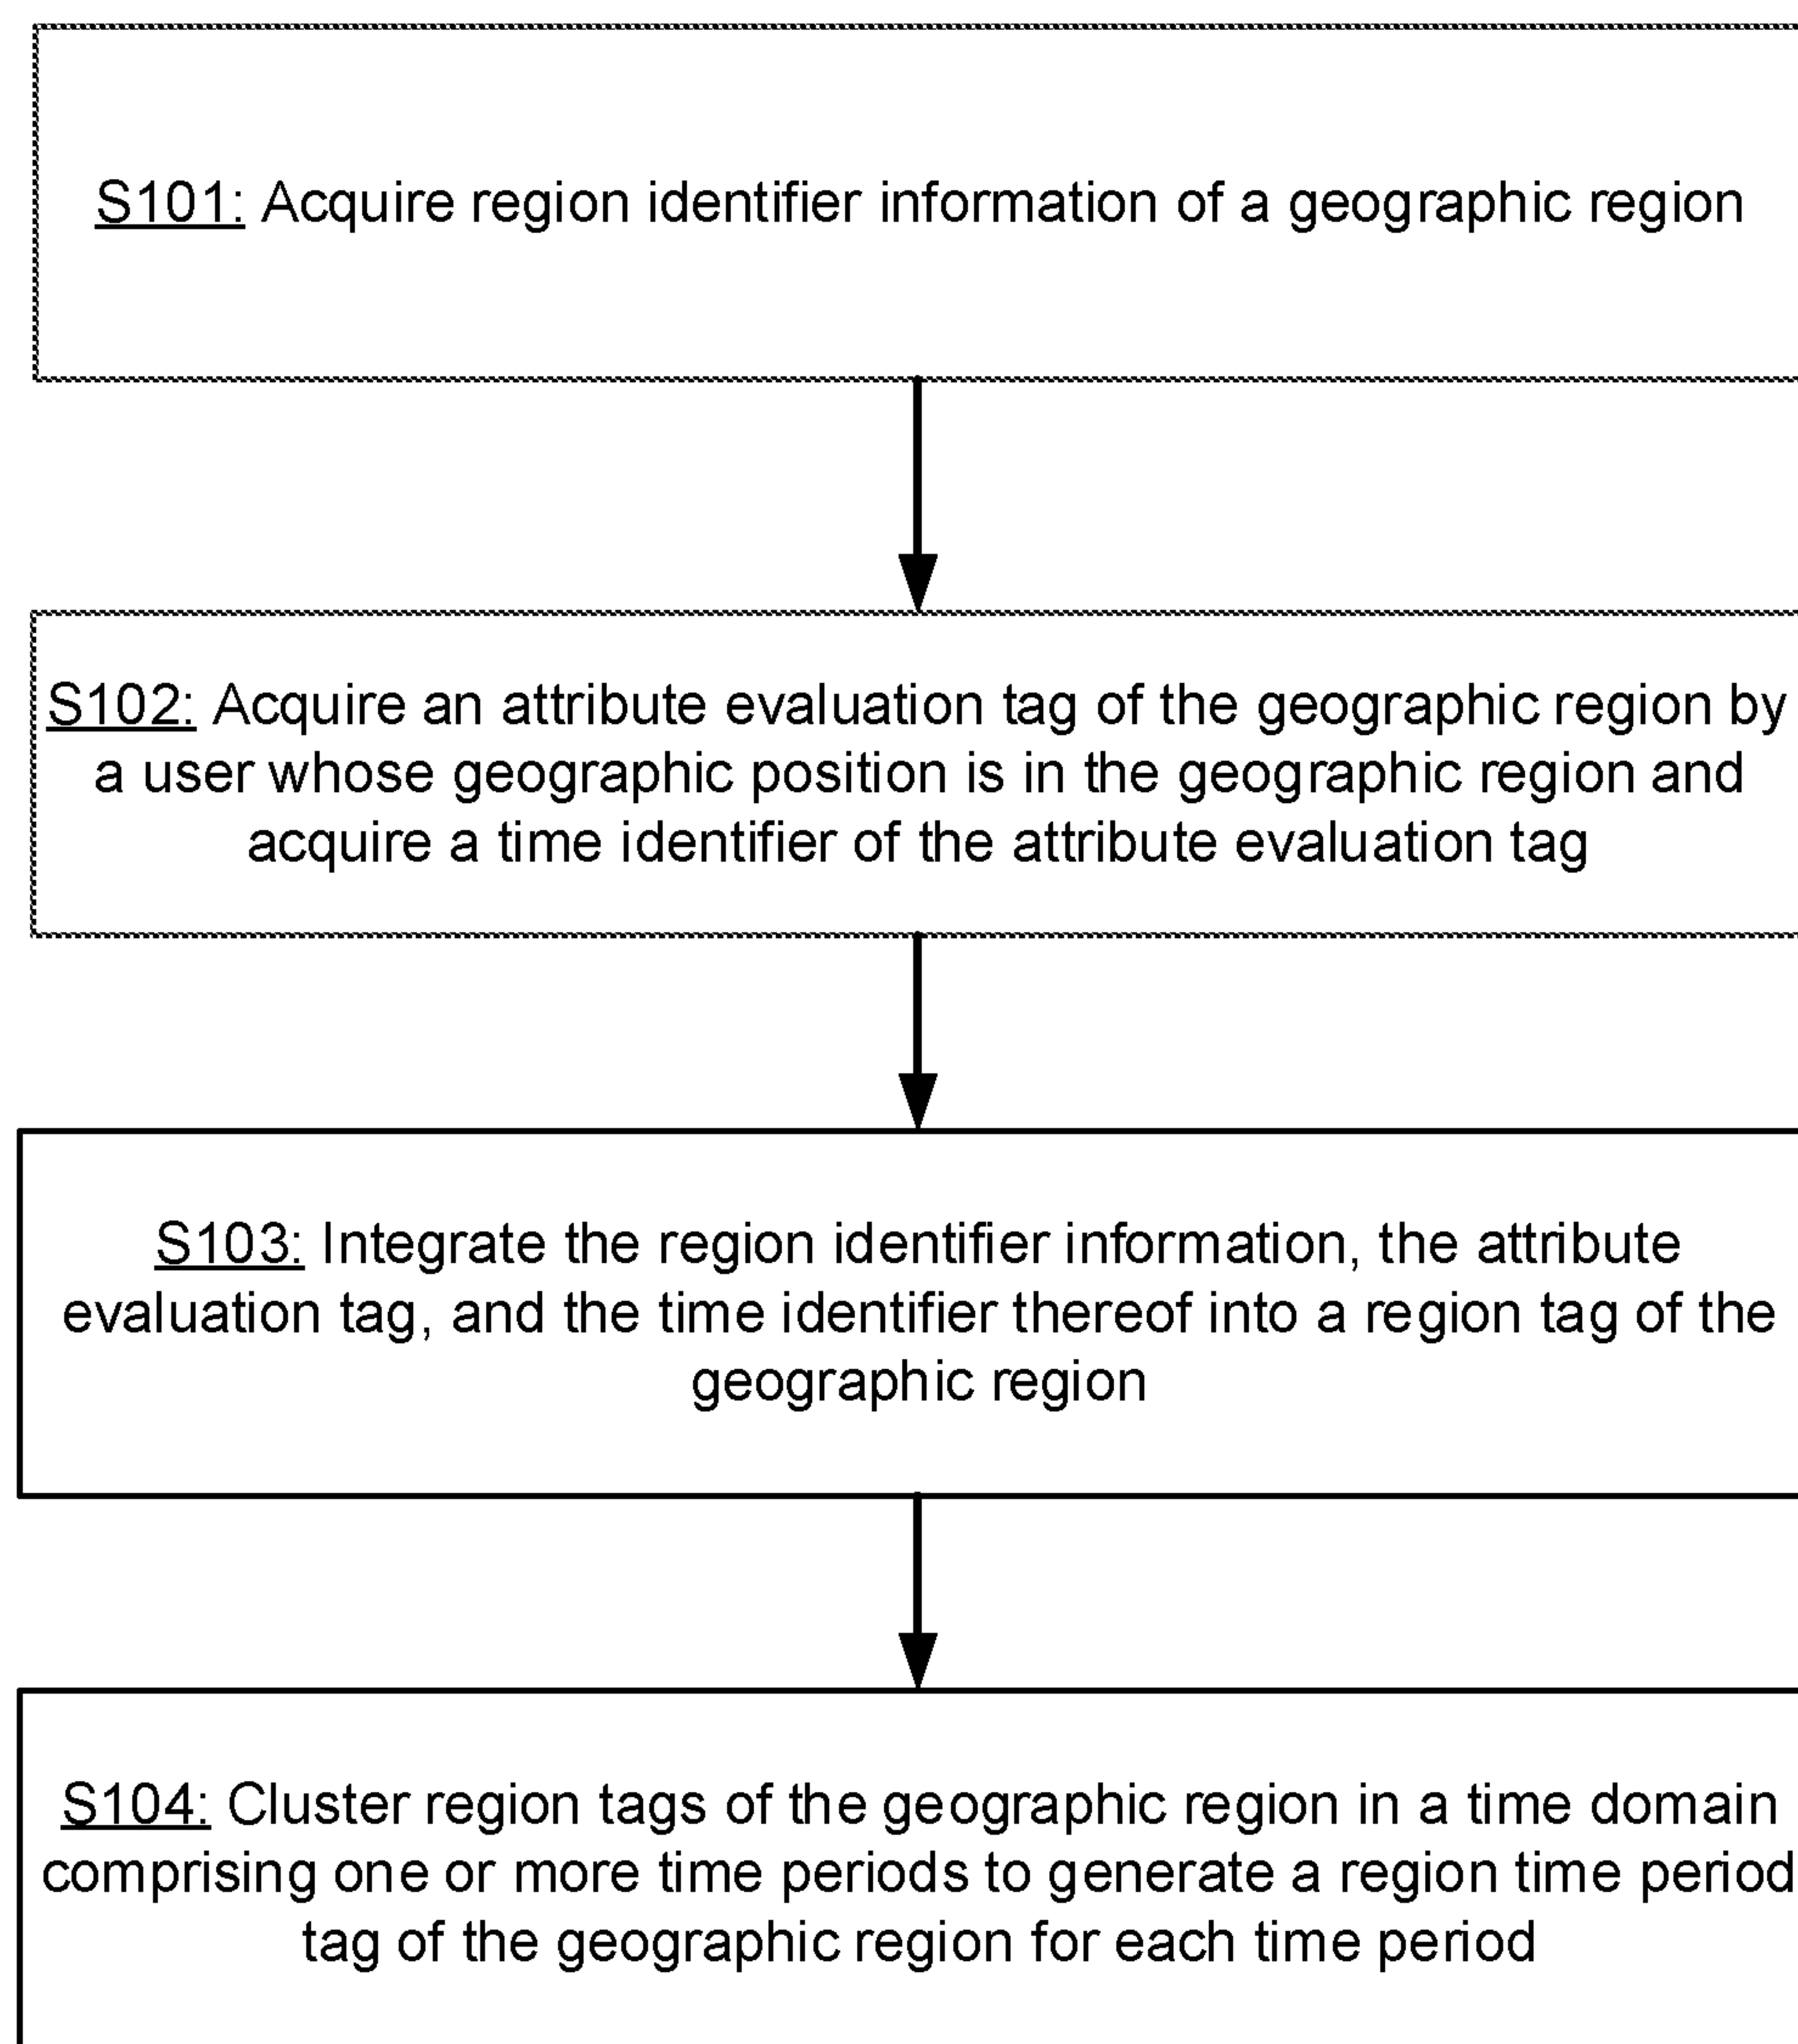 S101: Acquire region identifier information of a geographic region
S102: Acquire an attribute evaluation tag of the geographic region by
a user whose geographic position is in the geographic region and
acquire a time identifier of the attribute evaluation tag
S103: Integrate the region identifier information, the attribute
evaluation tag, and the time identifier thereof into a region tag of the
geographic region
S104: Cluster region tags of the geographic region in a time domain
comprising one or more time periods to generate a region time period
tag of the geographic region for each time period